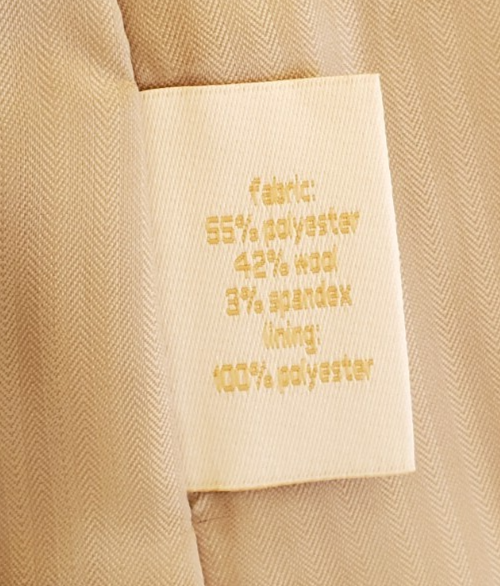 fabric:
55% polyester
42% wool
3% spandex
lining:
100% polyester